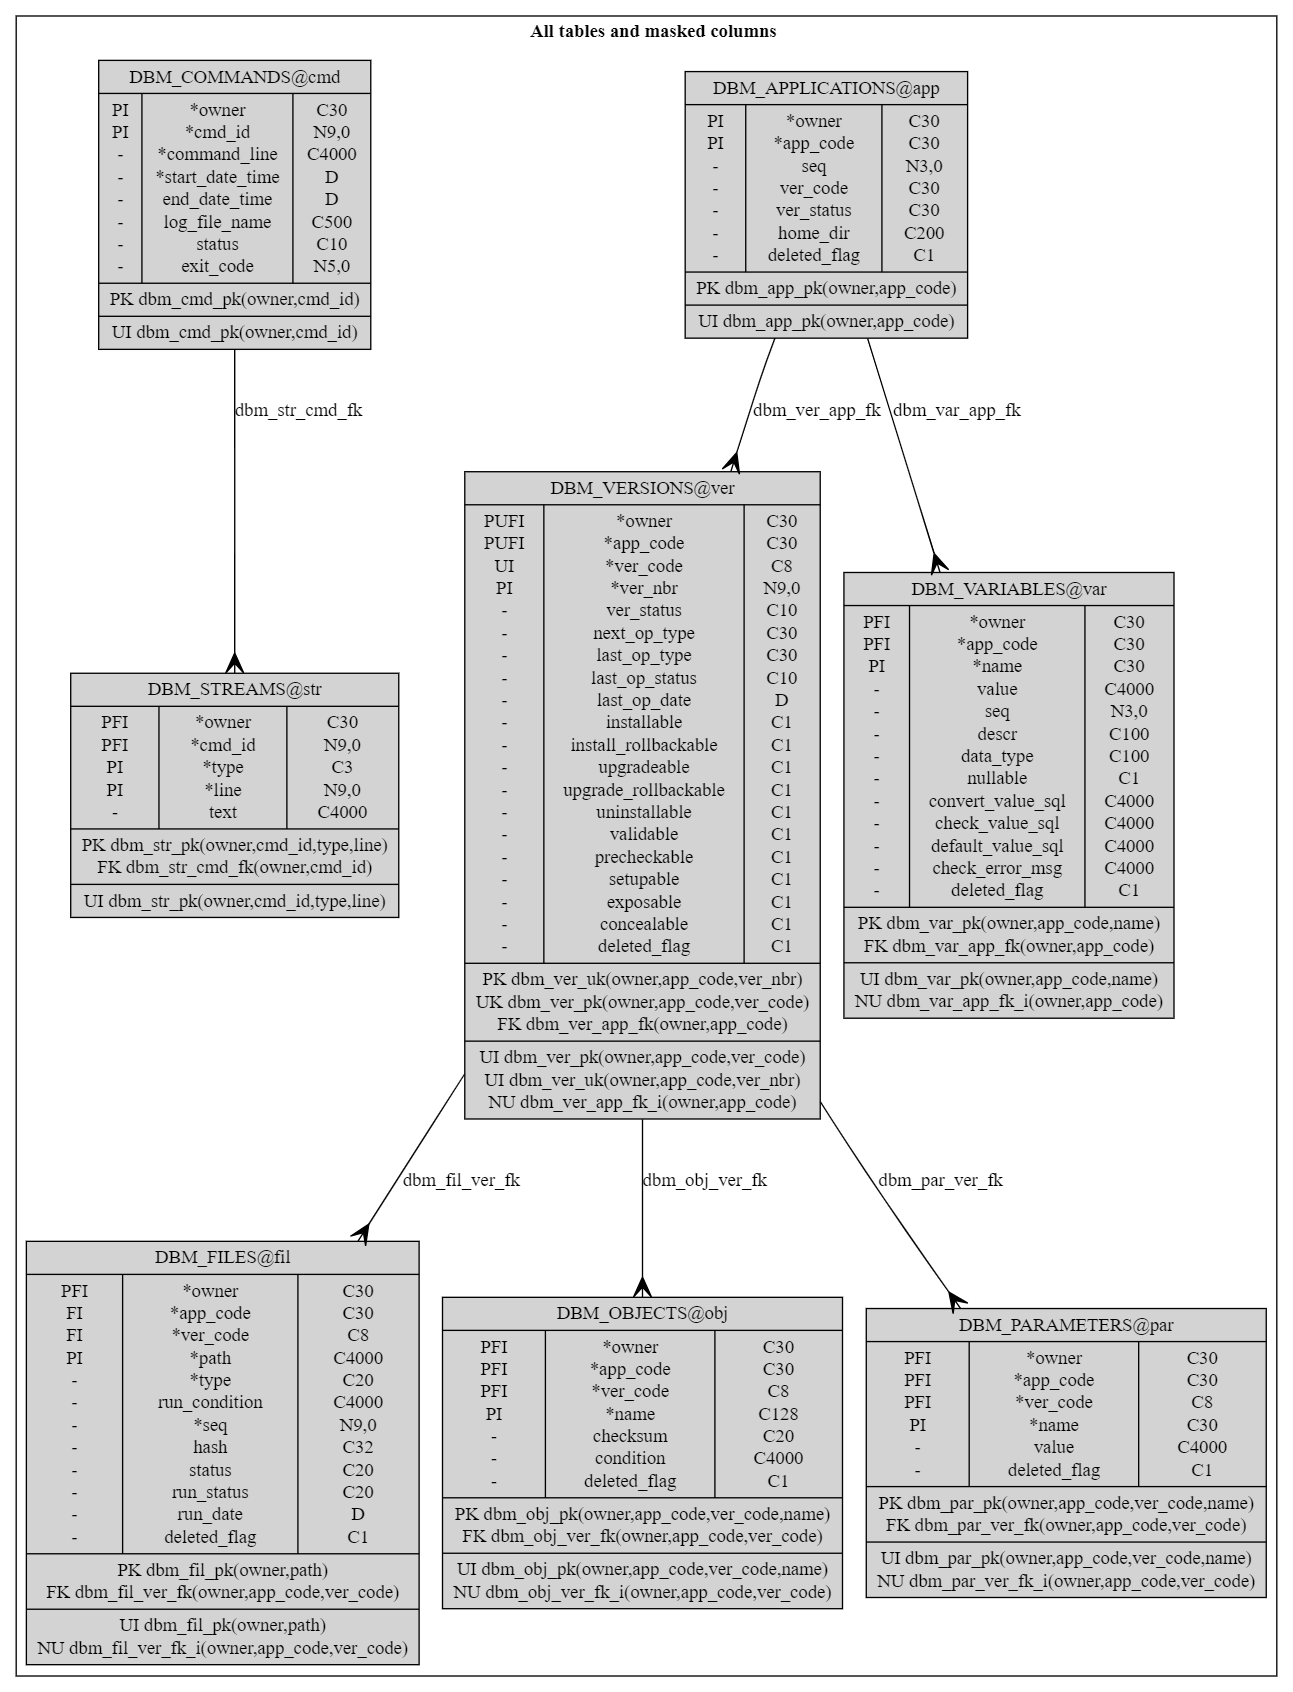 All tables and masked columns
DBM_COMMANDS@cmd
PI *owner C30
PI *cmd_id N9,0
- *command_line C4000
- *start_date_time D
- end_date_time D
- log_file_name C500
- status C10
- exit_code N5,0
PK dbm_cmd_pk(owner,cmd_id)
UI dbm_cmd_pk(owner,cmd_id)
DBM_APPLICATIONS@app
PI *owner C30
PI *app_code C30
- seq N3,0
- ver_code C30
- ver_status C30
- home_dir C200
- deleted_flag C1
PK dbm_app_pk(owner,app_code)
UI dbm_app_pk(owner,app_code)
dbm_str_cmd_fk
dbm_ver_app_fk
dbm_var_app_fk
DBM_VERSIONS@ver
PUFI *owner C30
PUFI *app_code C30
UI *ver_code C8
PI *ver_nbr N9,0
- ver_status C10
- next_op_type C30
- last_op_type C30
- last_op_status C10
- last_op_date D
- installable C1
- install_rollbackable C1
- upgradeable C1
- upgrade_rollbackable C1
- uninstallable C1
- validable C1
- precheckable C1
- setupable C1
- exposable C1
- concealable C1
- deleted_flag C1
PK dbm_ver_uk(owner,app_code,ver_nbr)
UK dbm_ver_pk(owner,app_code,ver_code)
FK dbm_ver_app_fk(owner,app_code)
UI dbm_ver_pk(owner,app_code,ver_code)
UI dbm_ver_uk(owner,app_code,ver_nbr)
NU dbm_ver_app_fk_i(owner,app_code)
DBM_VARIABLES@var
PFI *owner C30
PFI *app_code C30
PI *name C30
- value C4000
- seq N3,0
- descr C100
- data_type C100
- nullable C1
- convert_value_sql C4000
- check_value_sql C4000
- default_value_sql C4000
- check_error_msg C4000
- deleted_flag C1
PK dbm_var_pk(owner,app_code,name)
FK dbm_var_app_fk(owner,app_code)
UI dbm_var_pk(owner,app_code,name)
NU dbm_var_app_fk_i(owner,app_code)
DBM_STREAMS@str
PFI *owner C30
PFI *cmd_id N9,0
PI *type C3
PI *line N9,0
- text C4000
PK dbm_str_pk(owner,cmd_id,type,line)
FK dbm_str_cmd_fk(owner,cmd_id)
UI dbm_str_pk(owner,cmd_id,type,line)
dbm_fil_ver_fk
dbm_obj_ver_fk
dbm_par_ver_fk
DBM_FILES@fil
PFI *owner C30
FI *app_code C30
FI *ver_code C8
PI *path C4000
- *type C20
- run_condition C4000
- *seq N9,0
- hash C32
- status C20
- run_status C20
- run_date D
- deleted_flag C1
PK dbm_fil_pk(owner,path)
FK dbm_fil_ver_fk(owner,app_code,ver_code)
UI dbm_fil_pk(owner,path)
NU dbm_fil_ver_fk_i(owner,app_code,ver_code)
DBM_OBJECTS@obj
PFI *owner C30
PFI *app_code C30
PFI *ver_code C8
PI *name C128
- checksum C20
- condition C4000
- deleted_flag C1
PK dbm_obj_pk(owner,app_code,ver_code,name)
FK dbm_obj_ver_fk(owner,app_code,ver_code)
UI dbm_obj_pk(owner,app_code,ver_code,name)
NU dbm_obj_ver_fk_i(owner,app_code,ver_code)
DBM_PARAMETERS@par
PFI *owner C30
PFI *app_code C30
PFI *ver_code C8
PI *name C30
- value C4000
- deleted_flag C1
PK dbm_par_pk(owner,app_code,ver_code,name)
FK dbm_par_ver_fk(owner,app_code,ver_code)
UI dbm_par_pk(owner,app_code,ver_code,name)
NU dbm_par_ver_fk_i(owner,app_code,ver_code)